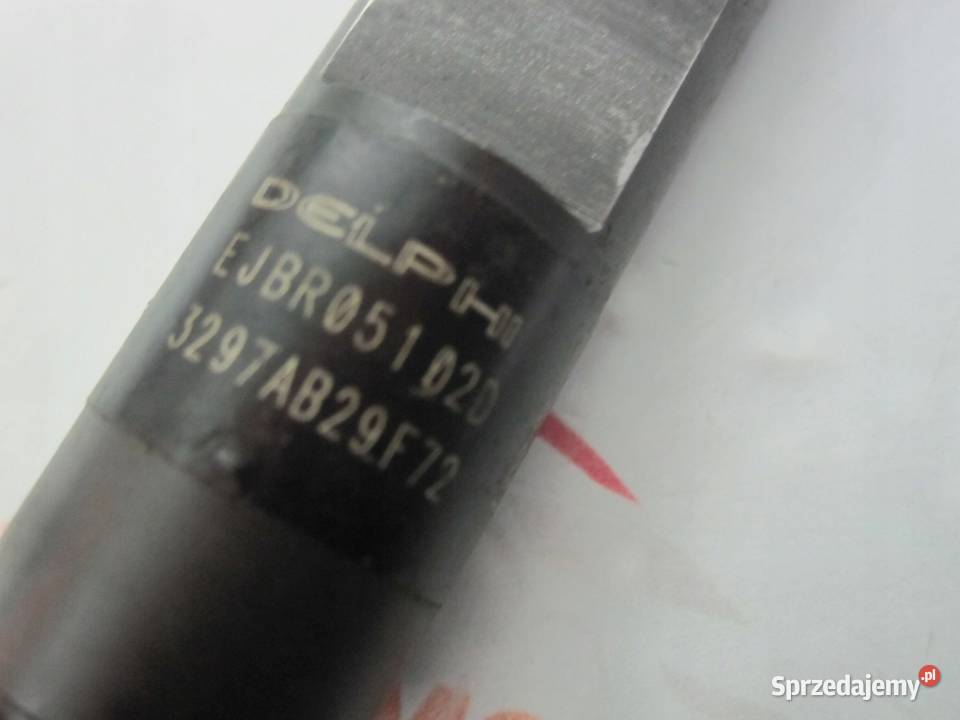 DELPHI
EJBR05102D
3297AB29F72
Sprzedajemy.pl